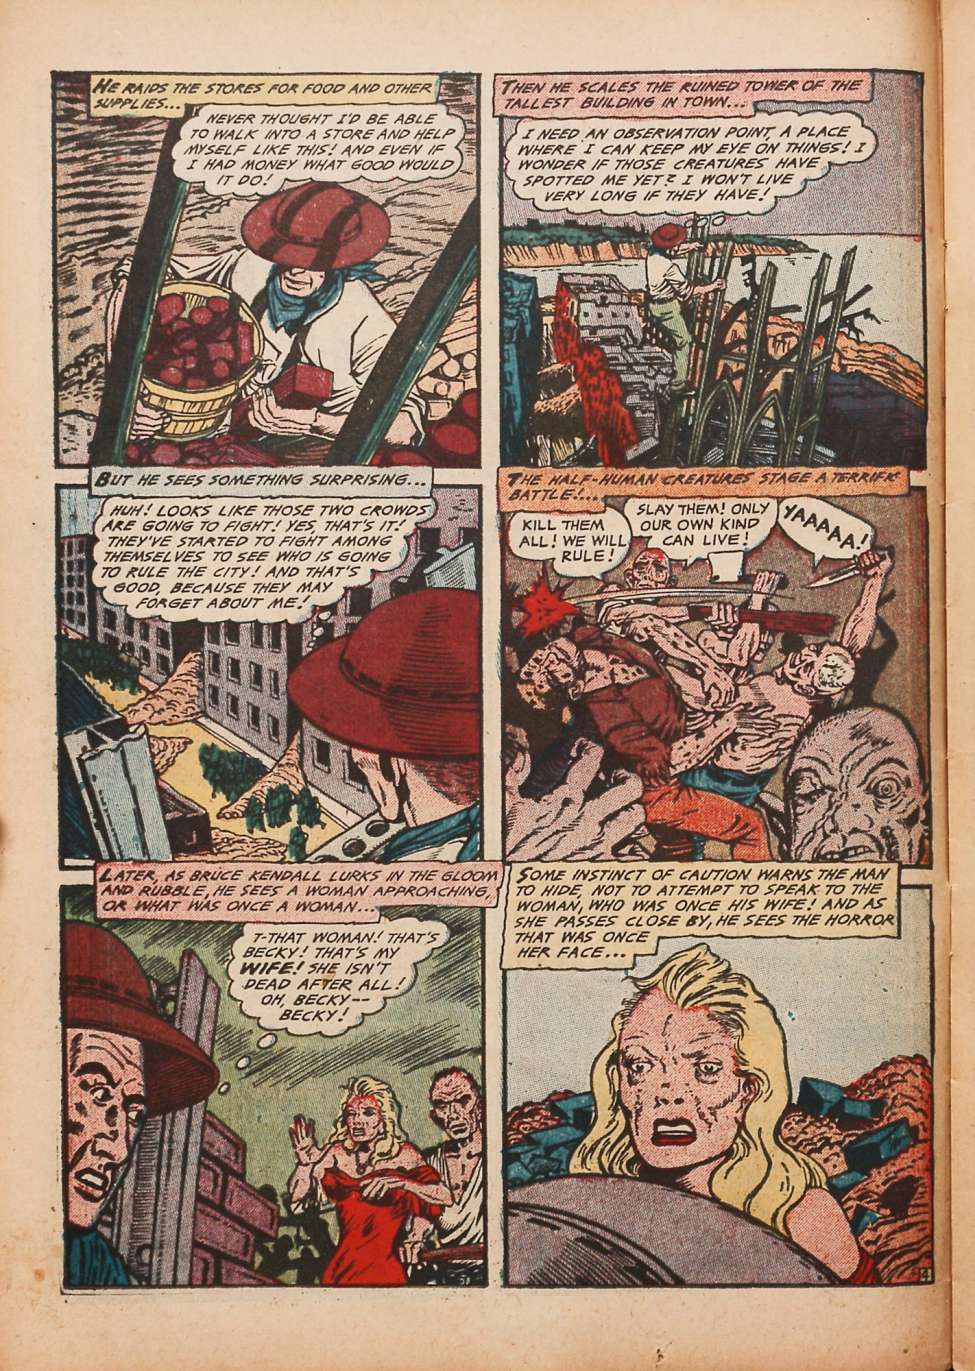 HE RAIDS THE STORES FOR FOOD AND OTHER
SUPPLIES...
NEVER THOUGHT I'D BE ABLE
TO WALK INTO A STORE AND HELP
MYSELF LIKE THIS! AND EVEN IF
I HAD MONEY WHAT GOOD WOULD
IT DO!
THEN HE SCALES THE RUINED TOWER OF THE
TALLEST BUILDING IN TOWN...
I NEED AN OBSERVATION POINT, A PLACE
WHERE I CAN KEEP MY EYE ON THINGS! I
WONDER IF THOSE CREATURES HAVE
SPOTTED ME YET? I WON'T LIVE
VERY LONG IF THEY HAVE!
BUT HE SEES SOMETHING SURPRISING...
HUH! LOOKS LIKE THOSE TWO CROWDS
ARE GOING TO FIGHT! YES, THAT'S IT!
THEY'VE STARTED TO FIGHT AMONG
THEMSELVES TO SEE WHO IS GOING
TO RULE THE CITY! AND THAT'S
GOOD, BECAUSE THEY MAY
FORGET ABOUT ME!
THE HALF-HUMAN CREATURES STAGE A TERRIFIC
BATTLE!...
KILL THEM
ALL! WE WILL
RULE!
SLAY THEM! ONLY
OUR OWN KIND
CAN LIVE!
YAAAAA!
LATER, AS BRUCE KENDALL LURKS IN THE GLOOM
AND RUBBLE, HE SEES A WOMAN APPROACHING,
OR WHAT WAS ONCE A WOMAN...
T-THAT WOMAN! THAT'S
BECKY! THAT'S MY
WIFE! SHE ISN'T
DEAD AFTER ALL!
OH, BECKY--
BECKY!
SOME INSTINCT OF CAUTION WARNS THE MAN
TO HIDE, NOT TO ATTEMPT TO SPEAK TO THE
WOMAN, WHO WAS ONCE HIS WIFE! AND AS
SHE PASSES CLOSE BY, HE SEES THE HORROR
THAT WAS ONCE
HER FACE...
4